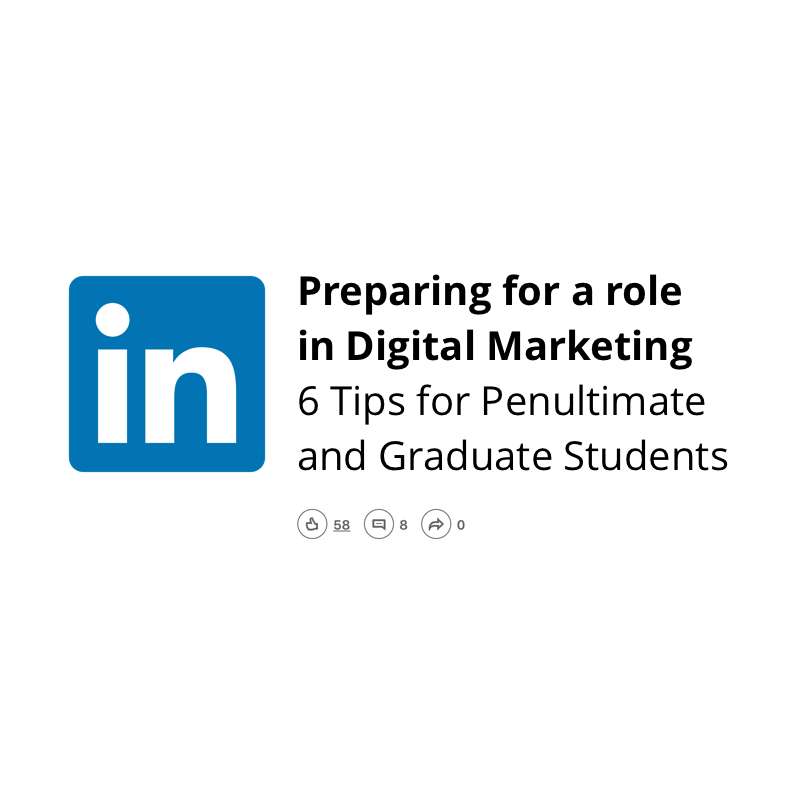 in
Preparing for a role
in Digital Marketing
6 Tips for Penultimate
and Graduate Students
58 8 0